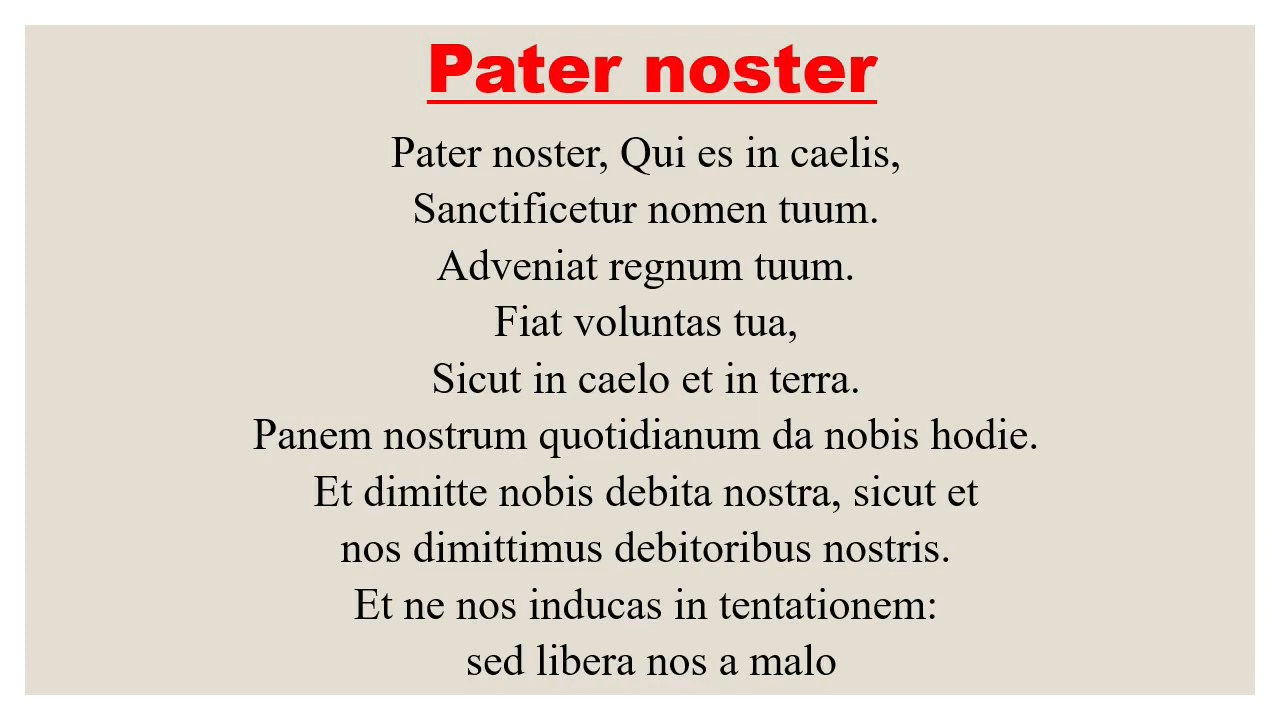 Pater noster
Pater noster, Qui es in caelis,
Sanctificetur nomen tuum.
Adveniat regnum tuum.
Fiat voluntas tua,
Sicut in caelo et in terra.
Panem nostrum quotidianum da nobis hodie.
Et dimitte nobis debita nostra, sicut et
nos dimittimus debitoribus nostris.
Et ne nos inducas in tentationem:
sed libera nos a malo